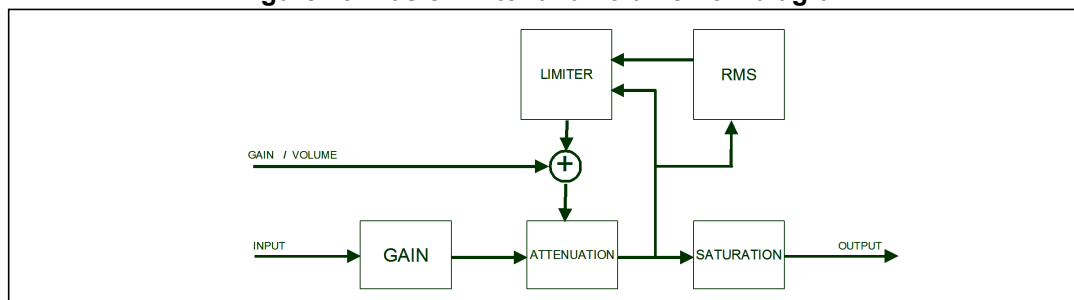 LIMITER
RMS
GAIN / VOLUME
+
INPUT
GAIN
ATTENUATION
SATURATION
OUTPUT